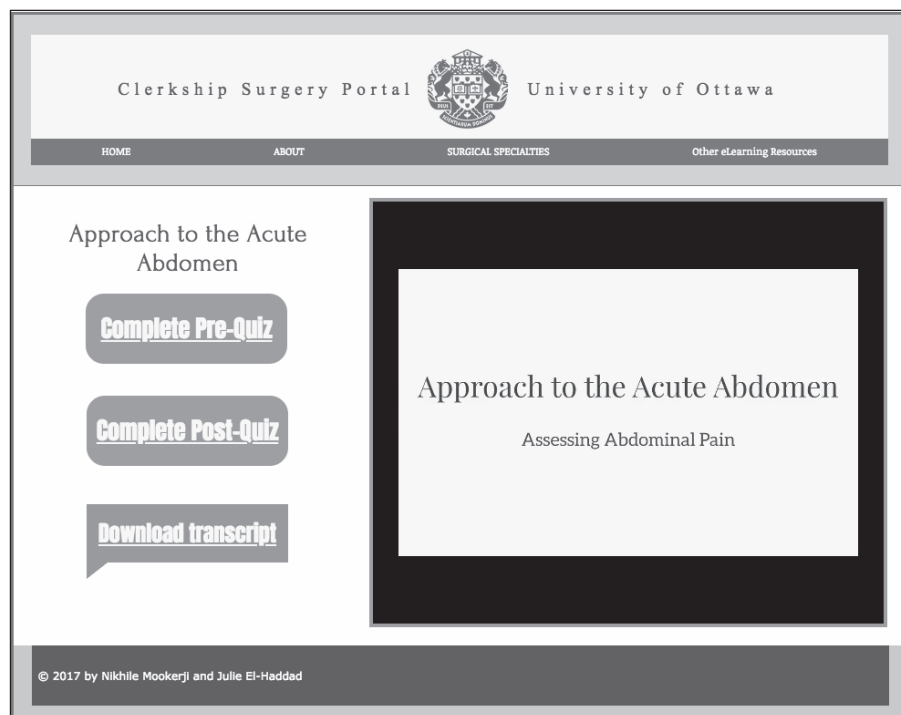 Clerkship Surgery Portal
University of Ottawa
HOME
ABOUT
SURGICAL SPECIALTIES
Other eLearning Resources
Approach to the Acute
Abdomen
Complete Pre-Quiz
Complete Post-Quiz
Download transcript
Approach to the Acute Abdomen
Assessing Abdominal Pain
© 2017 by Nikhile Mookerji and Julie El-Haddad